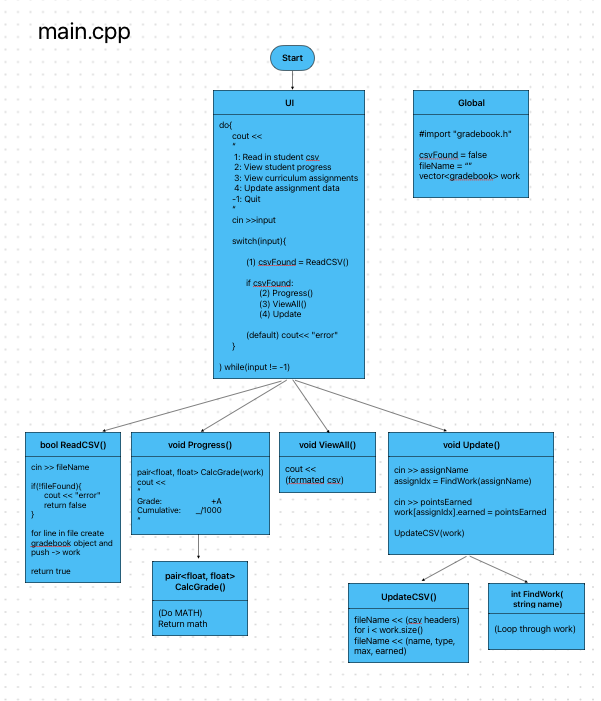 main.cpp
Start
UI
do{
cout <<
"
1: Read in student csv
2: View student progress
3: View curriculum assignments
4: Update assignment data
-1: Quit
"
cin >>input
switch(input){
(1) csvFound = ReadCSV()
if csvFound:
(2) Progress()
(3) ViewAll()
(4) Update
(default) cout<< "error"
}
) while(input != -1)
Global
#import "gradebook.h"
csvFound = false
fileName = “”
vector<gradebook> work
bool ReadCSV()
cin >> fileName
if(!fileFound){
cout << "error"
return false
}
for line in file create
gradebook object and
push -> work
return true
void Progress()
pair<float, float> CalcGrade(work)
cout <<
"
Grade: +A
Cumulative: _/1000
"
void ViewAll()
cout <<
(formated csv)
void Update()
cin >> assignName
assignIdx = FindWork(assignName)
cin >> pointsEarned
work[assignIdx].earned = pointsEarned
UpdateCSV(work)
pair<float, float>
CalcGrade()
(Do MATH)
Return math
UpdateCSV()
fileName << (csv headers)
for i < work.size()
fileName << (name, type,
max, earned)
int FindWork(
string name)
(Loop through work)